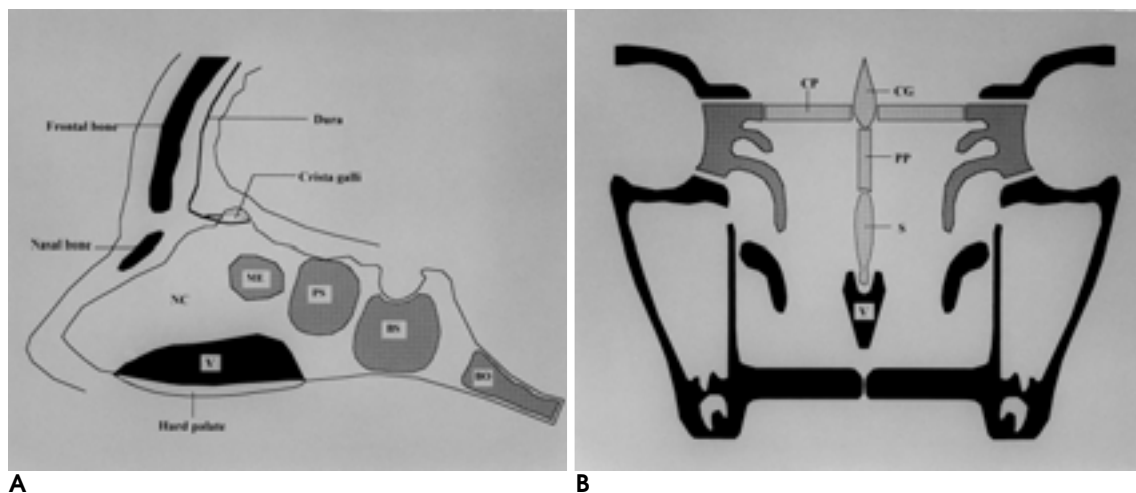 Frontal bone
Dura
Crista galli
Nasal bone
ME
PS
NC
BS
V
BO
Hard palate
A
CP
CG
PP
S
V
B